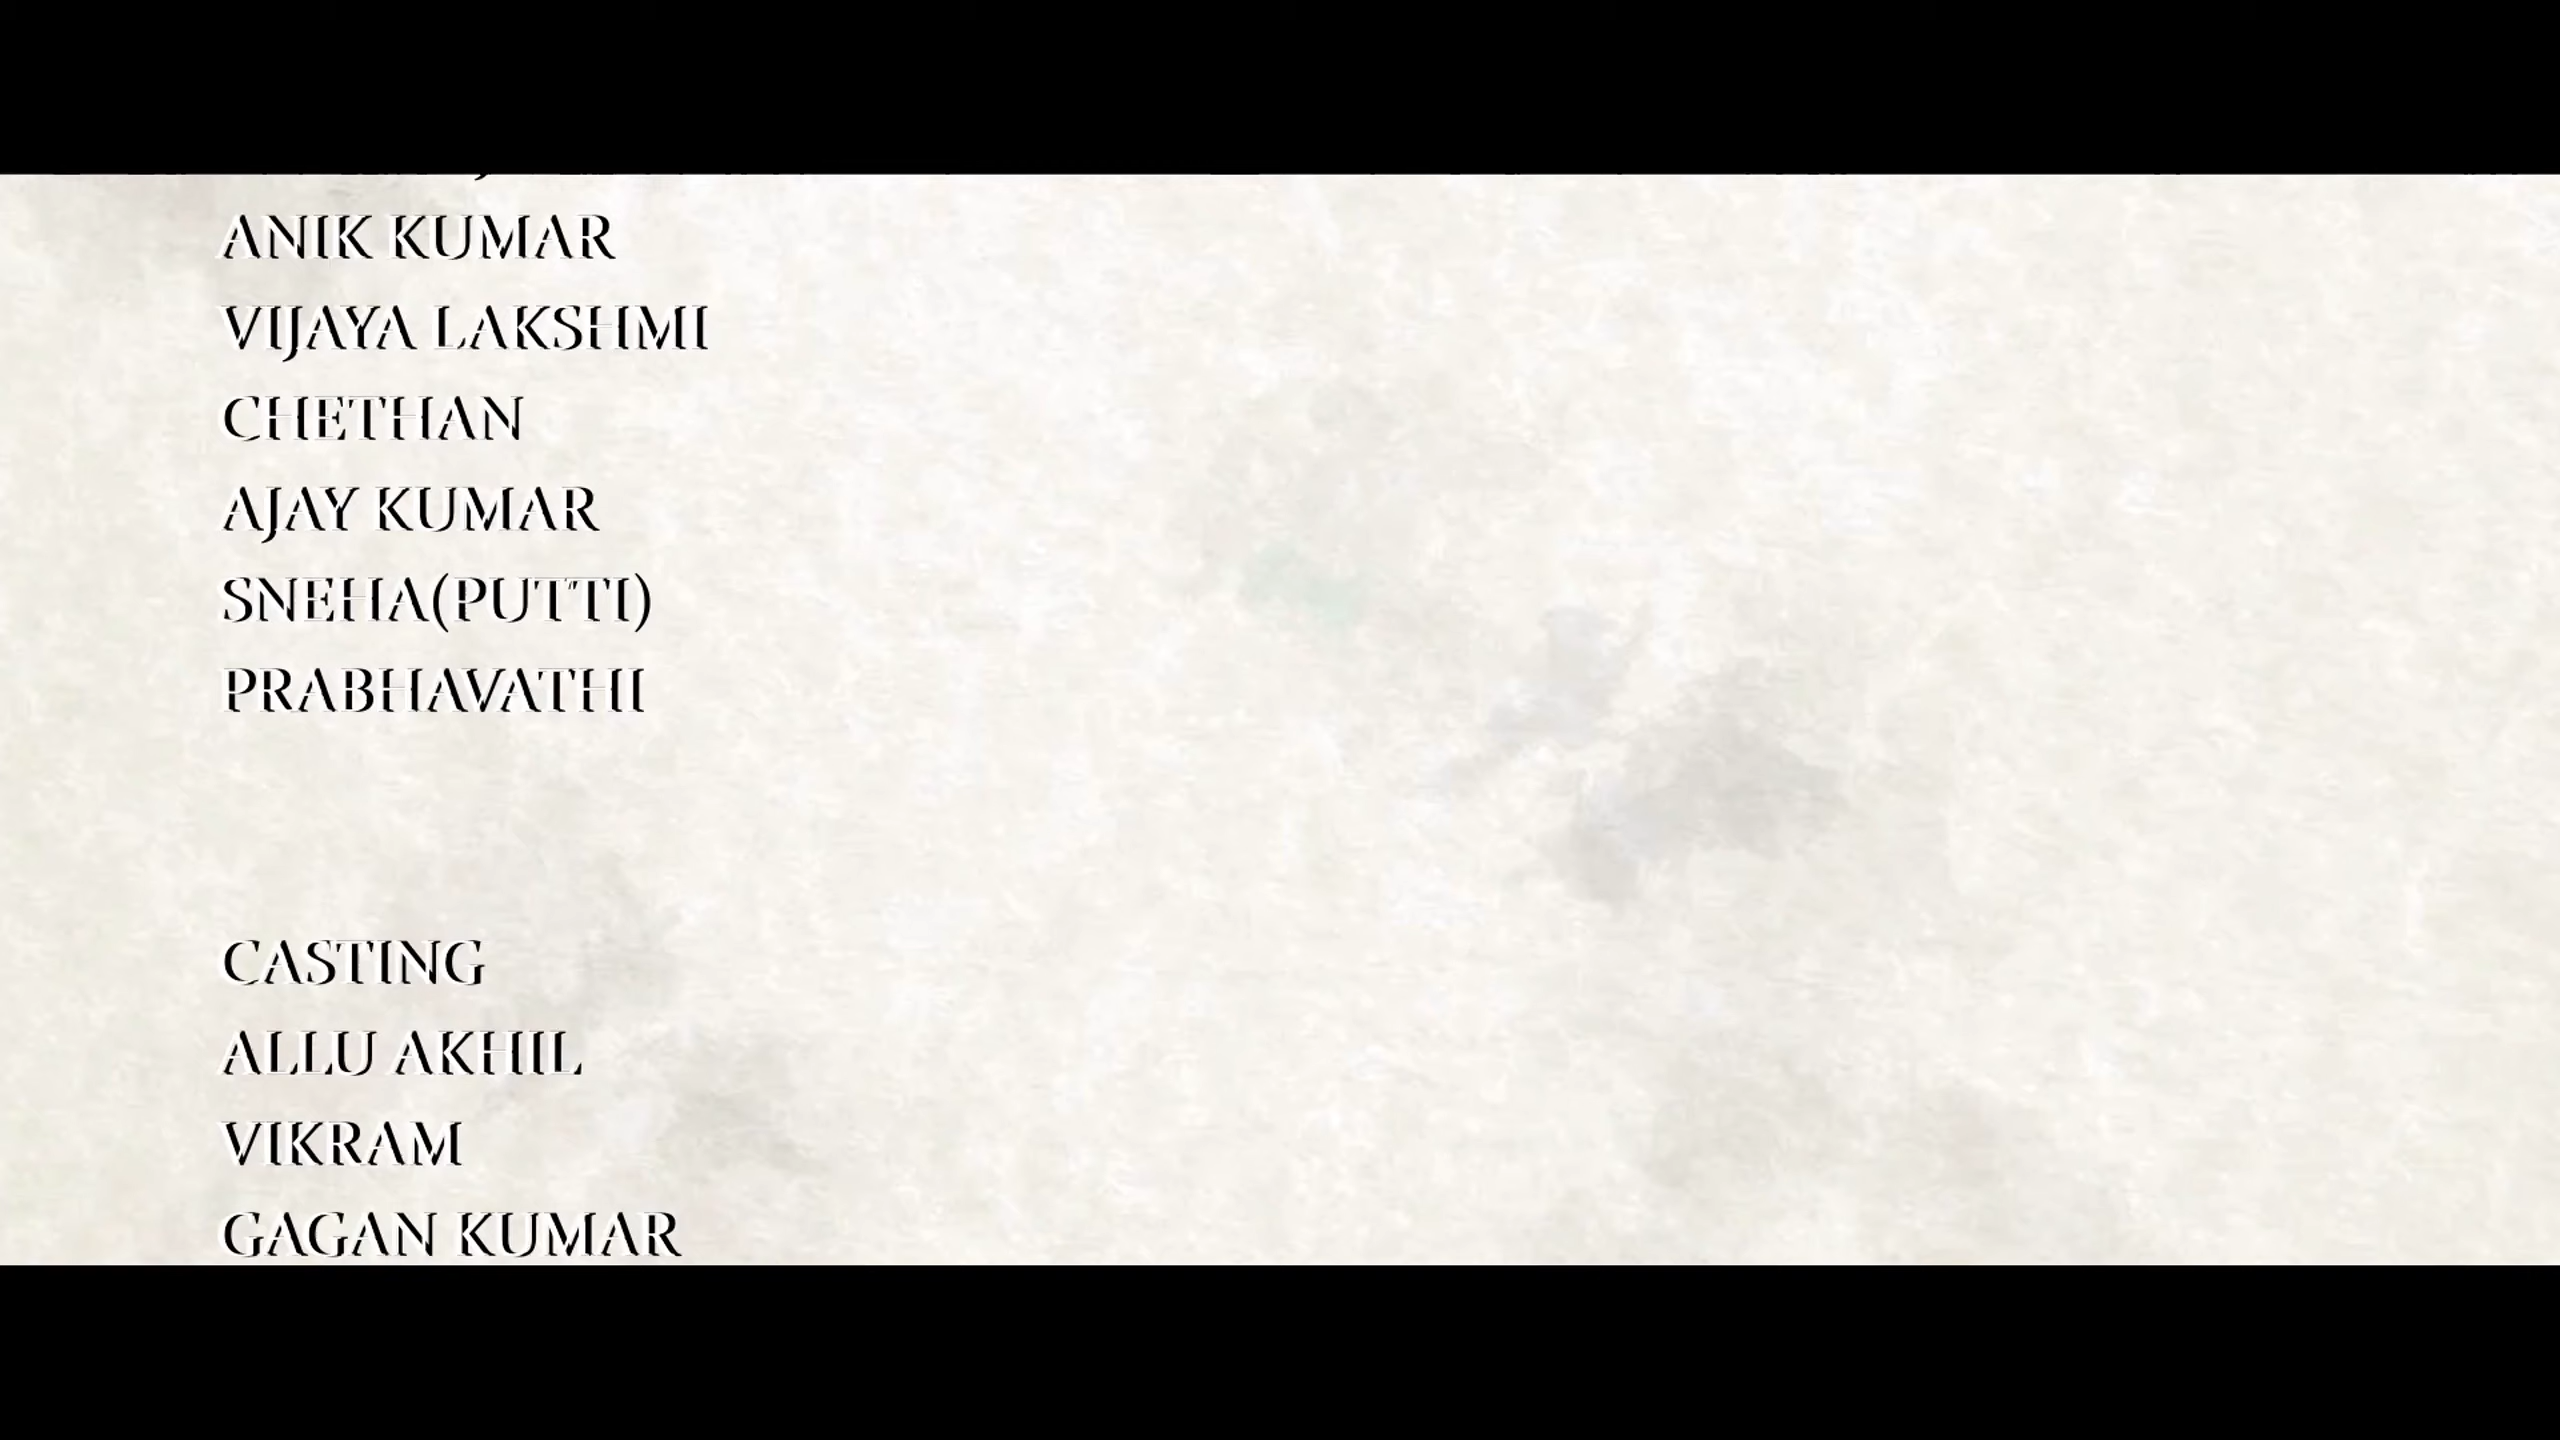 ANIK KUMAR
VIJAYA LAKSHMI
CHETHAN
AJAY KUMAR
SNEHA(PUTTI)
PRABHAVATHI
CASTING
ALLU AKHIL
VIKRAM
GAGAN KUMAR